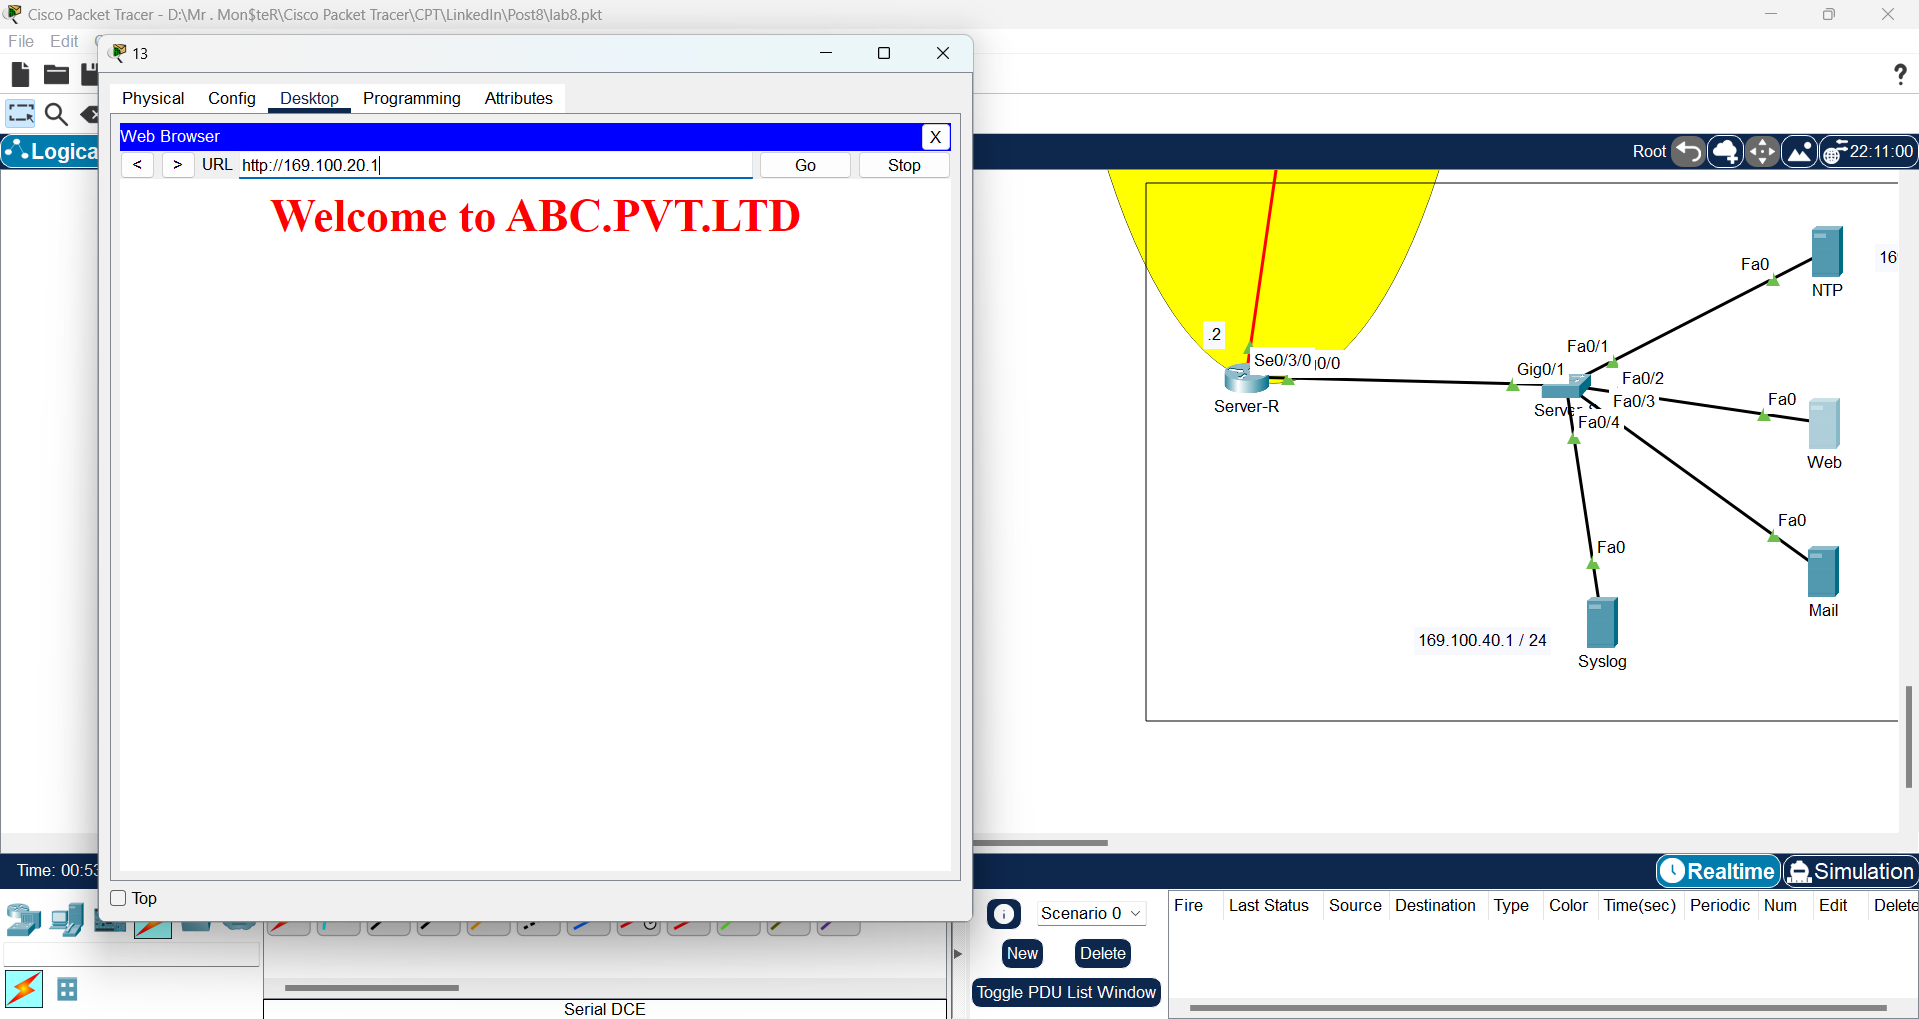 Cisco Packet Tracer - D:\Mr . Mon$teR\Cisco Packet Tracer\CPT\LinkedIn\Post8\lab8.pkt
File Edit
13
Physical Config Desktop Programming Attributes
Web Browser X
< > URL http://169.100.20.1 Go Stop
Welcome to ABC.PVT.LTD
Logica
Root 22:11:00
Fa0
16
NTP
.2
Fa0/1
Se0/3/0 0/0
Gig0/1
Fa0/2
Fa0/3
Fa0
Server-R
Serve
Fa0/4
Web
Fa0
Fa0
Mail
169.100.40.1 / 24
Syslog
Time: 00:53
Realtime Simulation
Top
Scenario 0
Fire Last Status Source Destination Type Color Time(sec) Periodic Num Edit Delete
New Delete
Toggle PDU List Window
Serial DCE